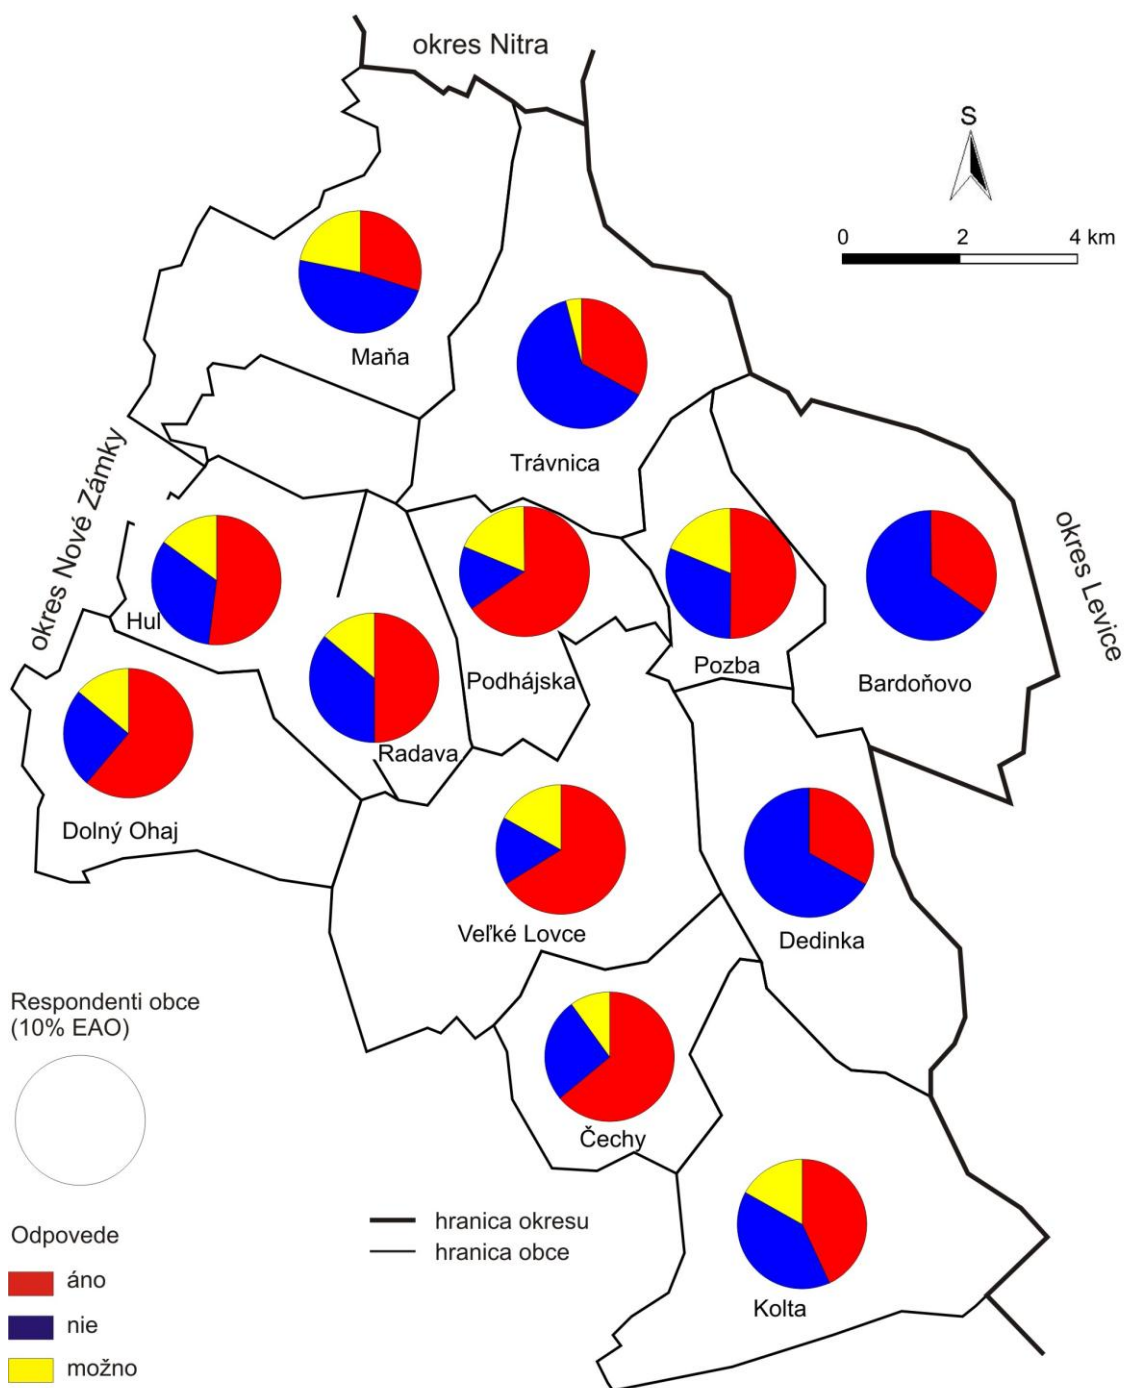 okres Nitra
S
0 2 4 km
Maňa
Trávnica
okres Nové Zámky
okres Levice
Hul
Podhájska
Pozba
Bardoňovo
Radava
Dolný Ohaj
Veľké Lovce
Dedinka
Respondenti obce
(10% EAO)
Čechy
Odpovede
áno
nie
možno
hranica okresu
hranica obce
Kolta